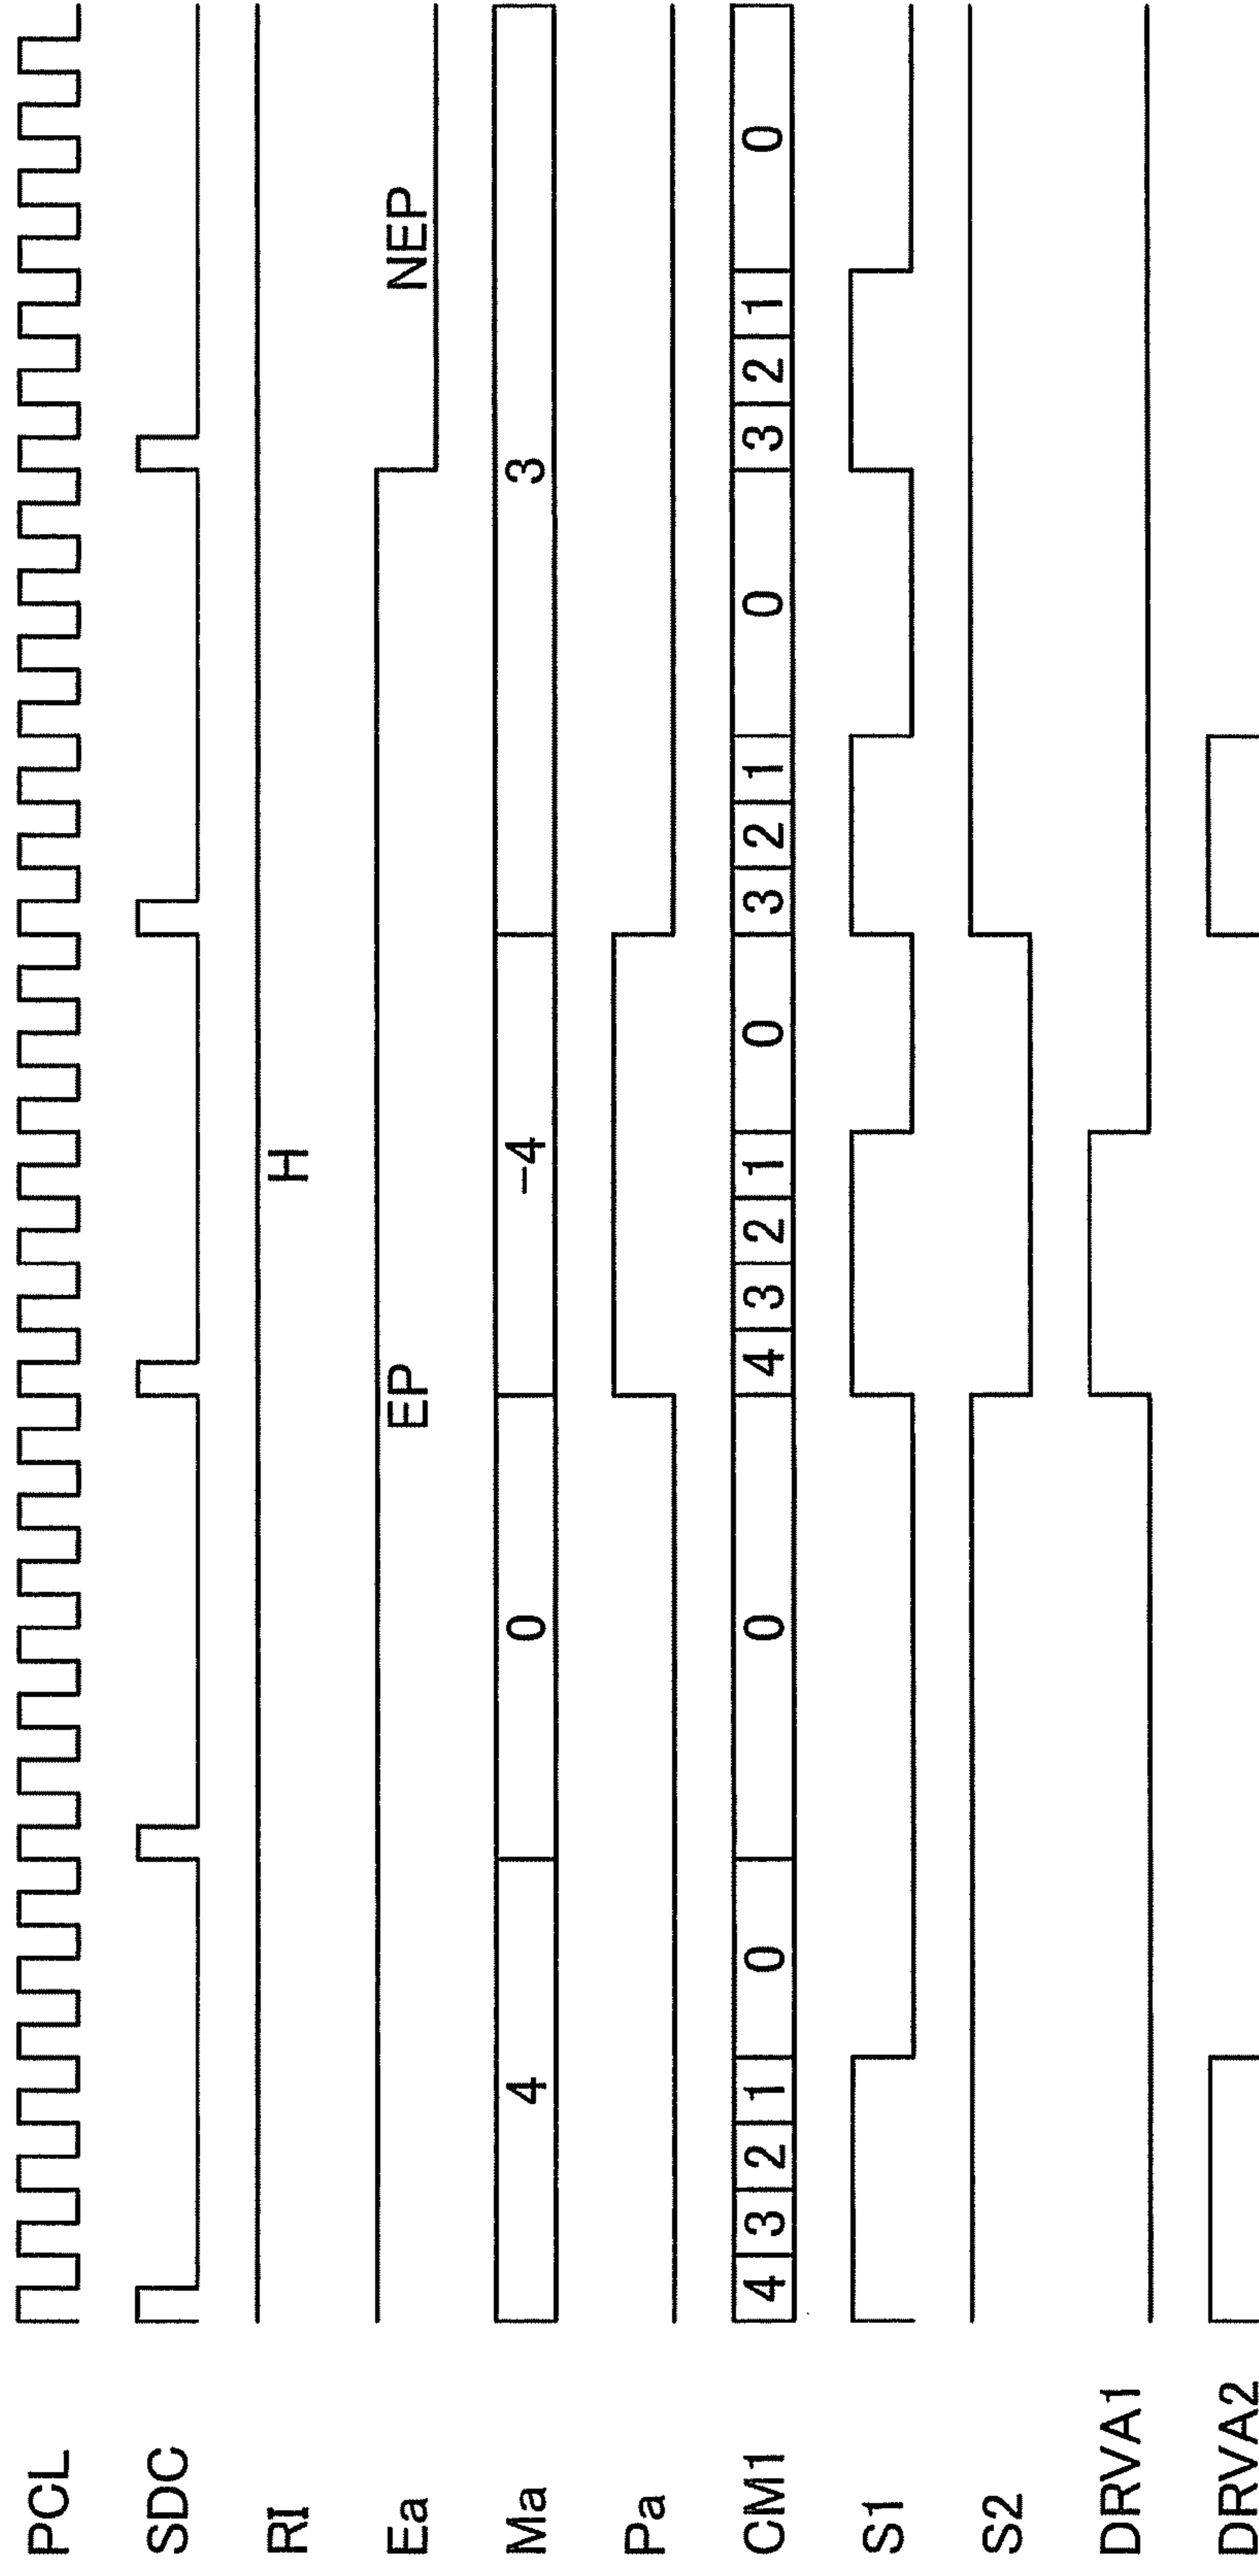 PCL
SDC
RI H
Ea EP NEP
Ma 4 0 −4 3
Pa
CM1 4 3 2 1 0 0 4 3 2 1 0 3 2 1 0 3 2 1 0
S1
S2
DRVA1
DRVA2